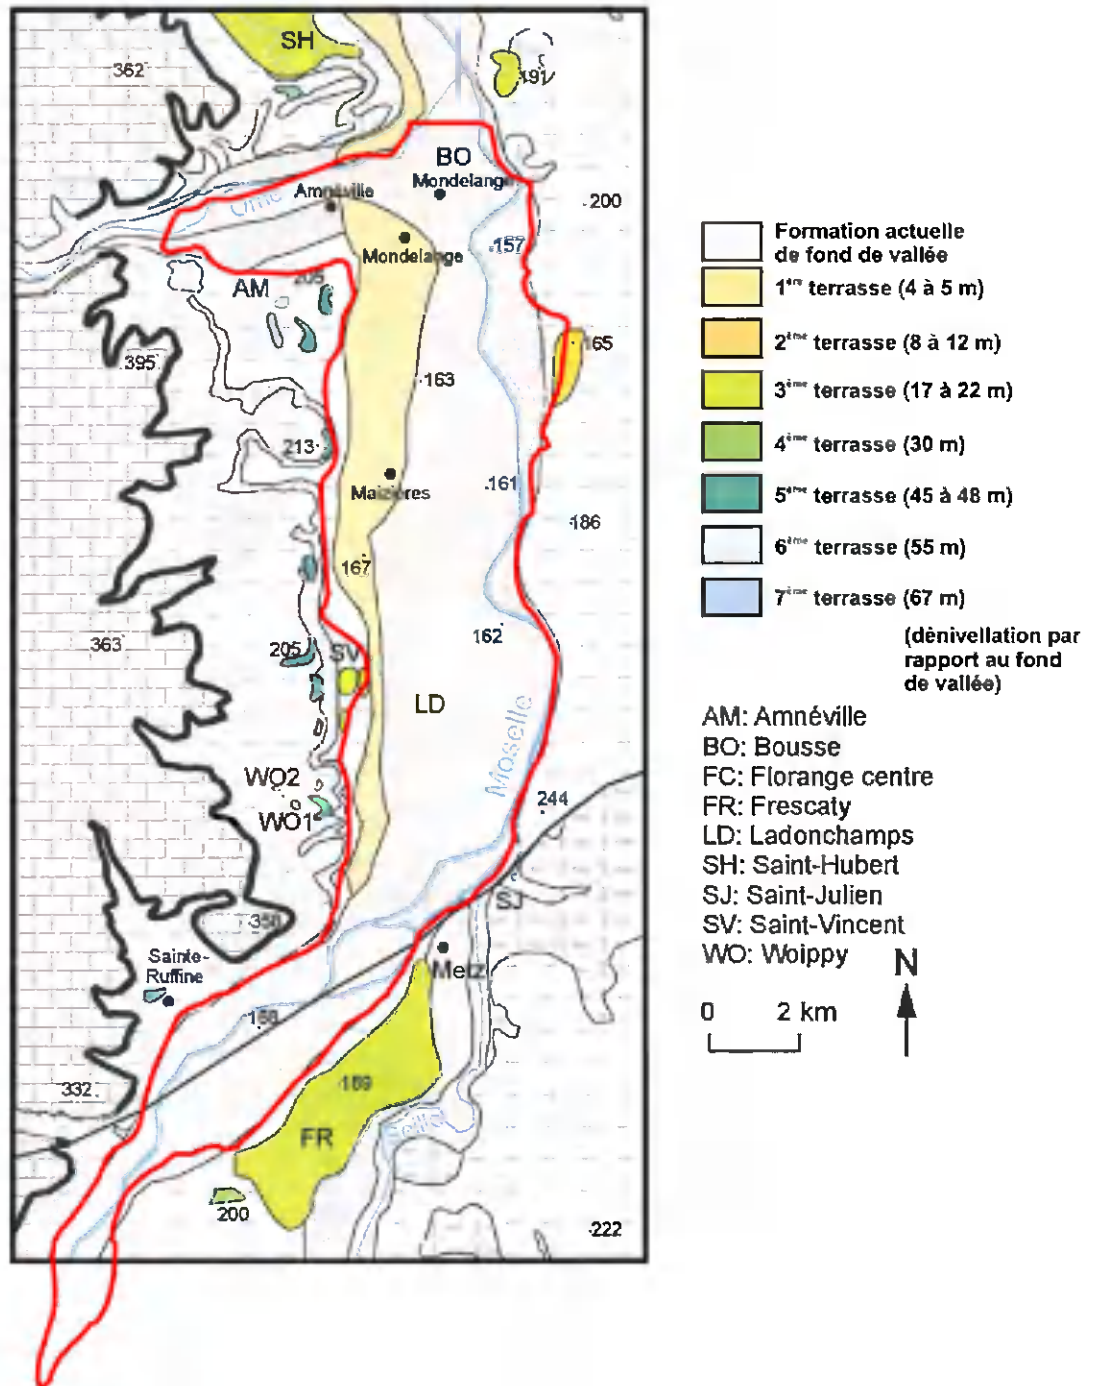 SH
362
191
BO
Mondelange
Amnéville
Orne
200
157
Mondelange
205
AM
165
395
163
213
161
Maizières
186
167
162
363
205
SV
LD
Moselle
WO2
WO1
244
SJ
358
Sainte-
Ruffine
Metz
168
189
332
Seille
FR
200
222
Formation actuelle
de fond de vallée
1ère terrasse (4 à 5 m)
2ème terrasse (8 à 12 m)
3ème terrasse (17 à 22 m)
4ème terrasse (30 m)
5ème terrasse (45 à 48 m)
6ème terrasse (55 m)
7ème terrasse (67 m)
(dénivellation par
rapport au fond
de vallée)
AM: Amnéville
BO: Bousse
FC: Florange centre
FR: Frescaty
LD: Ladonchamps
SH: Saint-Hubert
SJ: Saint-Julien
SV: Saint-Vincent
WO: Woippy
N
0 2 km